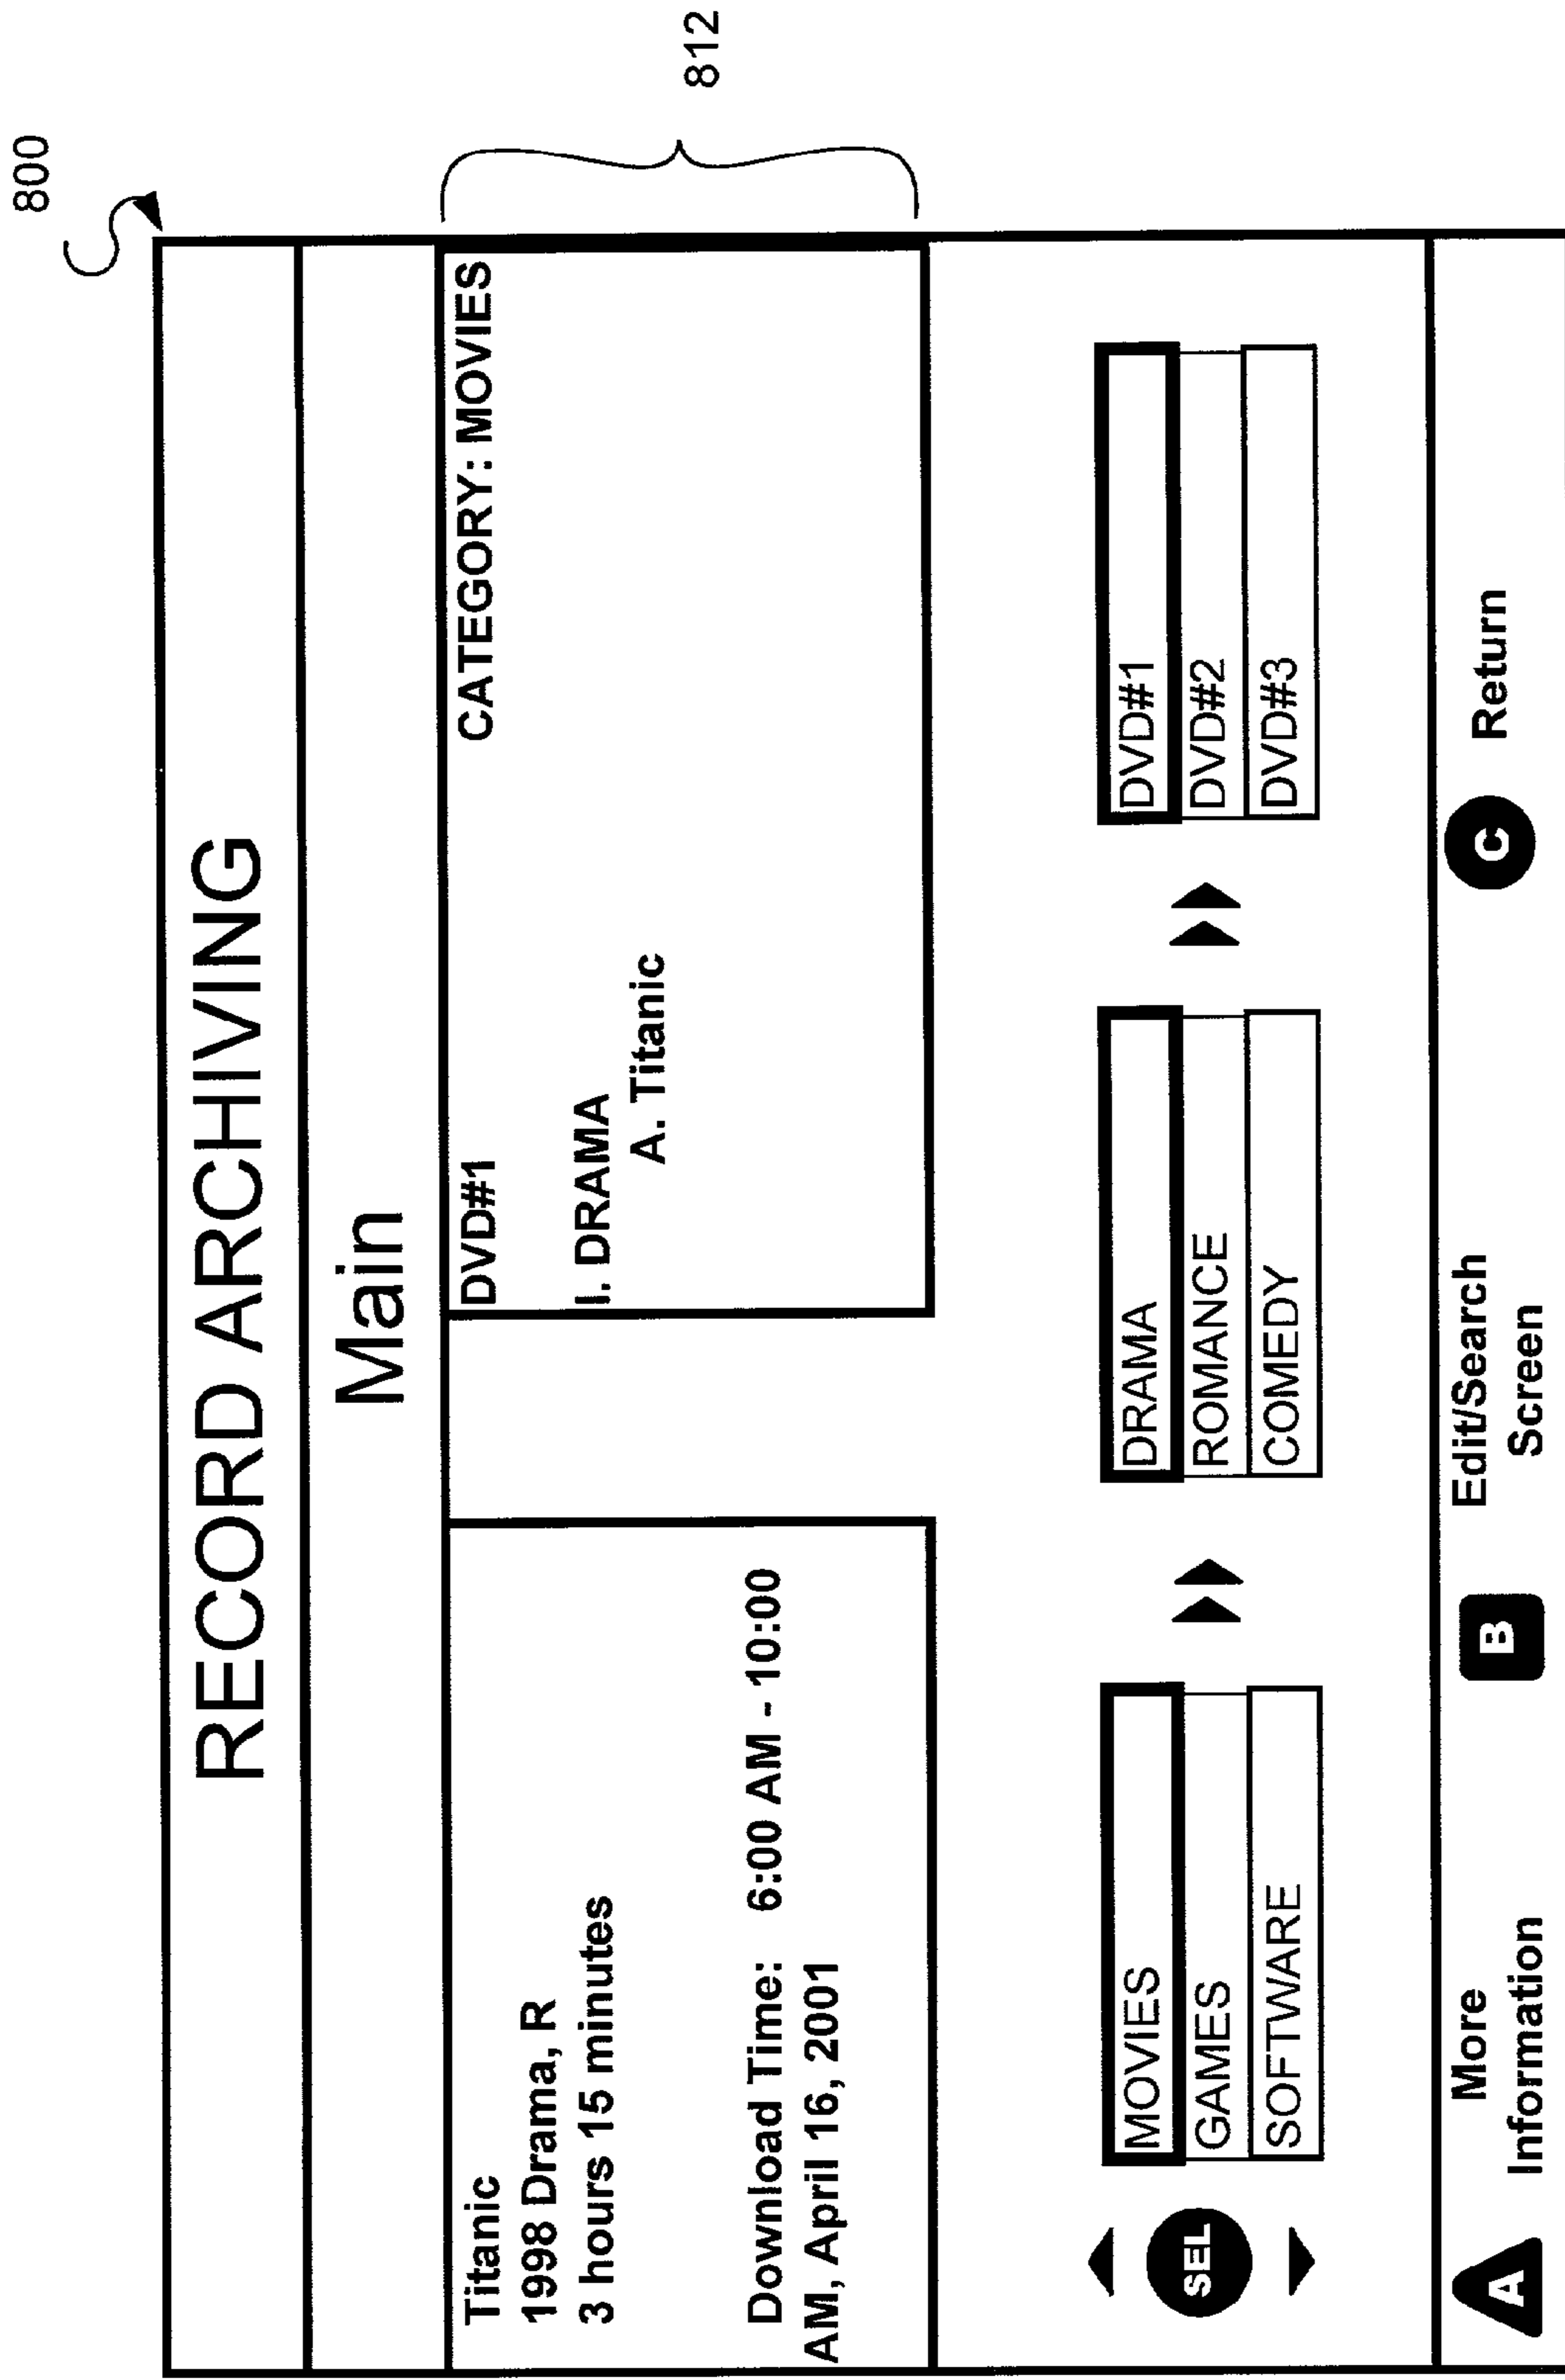 800
RECORD ARCHIVING
Main
Titanic
1998 Drama, R
3 hours 15 minutes
Download Time: 6:00 AM - 10:00
AM, April 16, 2001
DVD#1 CATEGORY: MOVIES
I. DRAMA
A. Titanic
812
SEL
MOVIES
GAMES
SOFTWARE
DRAMA
ROMANCE
COMEDY
DVD#1
DVD#2
DVD#3
A More
Information
B Edit/Search
Screen
C Return